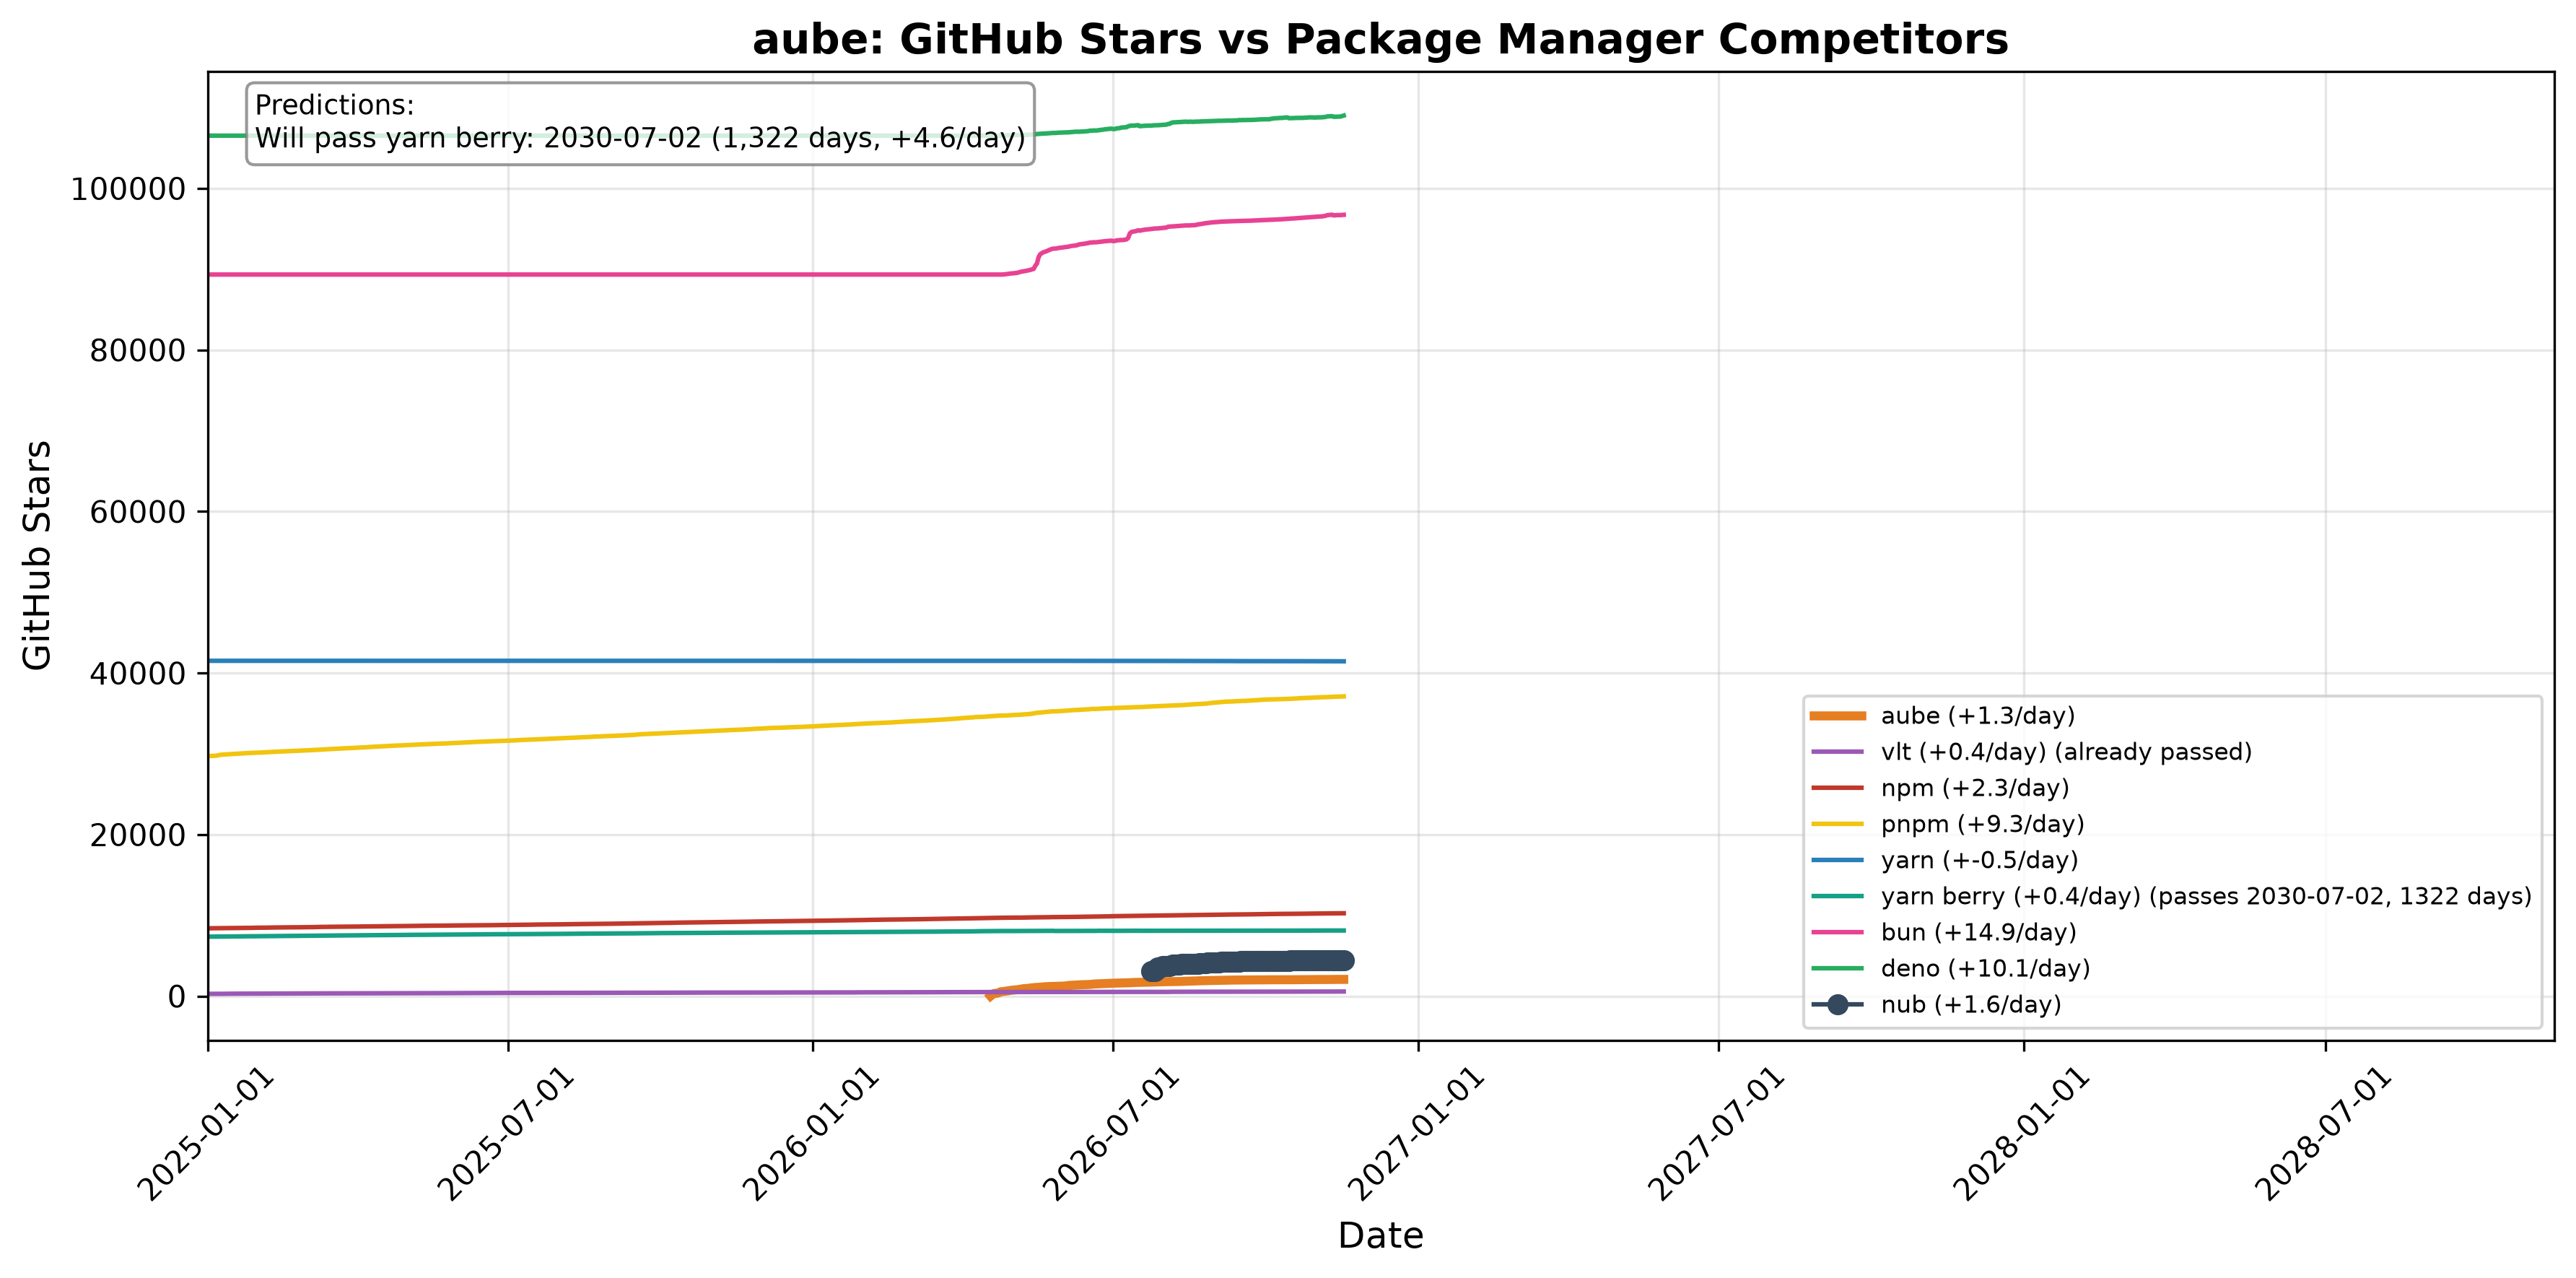 aube: GitHub Stars vs Package Manager Competitors
Predictions:
Will pass yarn berry: 2030-07-02 (1,322 days, +4.6/day)
GitHub Stars
100000
80000
60000
40000
20000
0
aube (+1.3/day)
vlt (+0.4/day) (already passed)
npm (+2.3/day)
pnpm (+9.3/day)
yarn (+-0.5/day)
yarn berry (+0.4/day) (passes 2030-07-02, 1322 days)
bun (+14.9/day)
deno (+10.1/day)
nub (+1.6/day)
2025-01-01
2025-07-01
2026-01-01
2026-07-01
2027-01-01
2027-07-01
2028-01-01
2028-07-01
Date